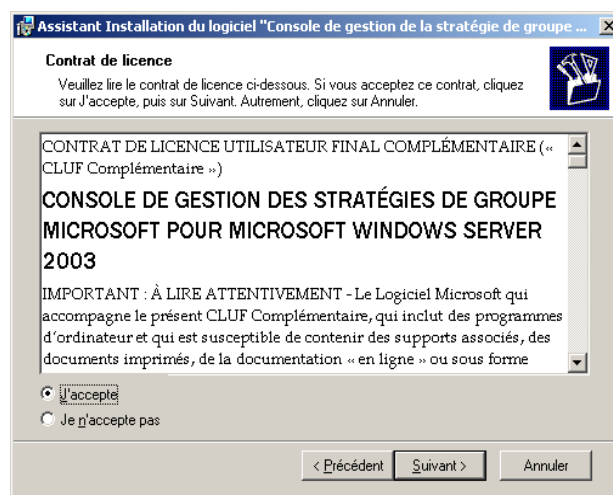 Assistant Installation du logiciel "Console de gestion de la stratégie de groupe ...
Contrat de licence
Veuillez lire le contrat de licence ci-dessous. Si vous acceptez ce contrat, cliquez
sur J'accepte, puis sur Suivant. Autrement, cliquez sur Annuler.
CONTRAT DE LICENCE UTILISATEUR FINAL COMPLÉMENTAIRE («
CLUF Complémentaire »)
CONSOLE DE GESTION DES STRATÉGIES DE GROUPE
MICROSOFT POUR MICROSOFT WINDOWS SERVER
2003
IMPORTANT : À LIRE ATTENTIVEMENT - Le Logiciel Microsoft qui
accompagne le présent CLUF Complémentaire, qui inclut des programmes
d'ordinateur et qui est susceptible de contenir des supports associés, des
documents imprimés, de la documentation « en ligne » ou sous forme
J'accepte
Je n'accepte pas
< Précédent Suivant > Annuler